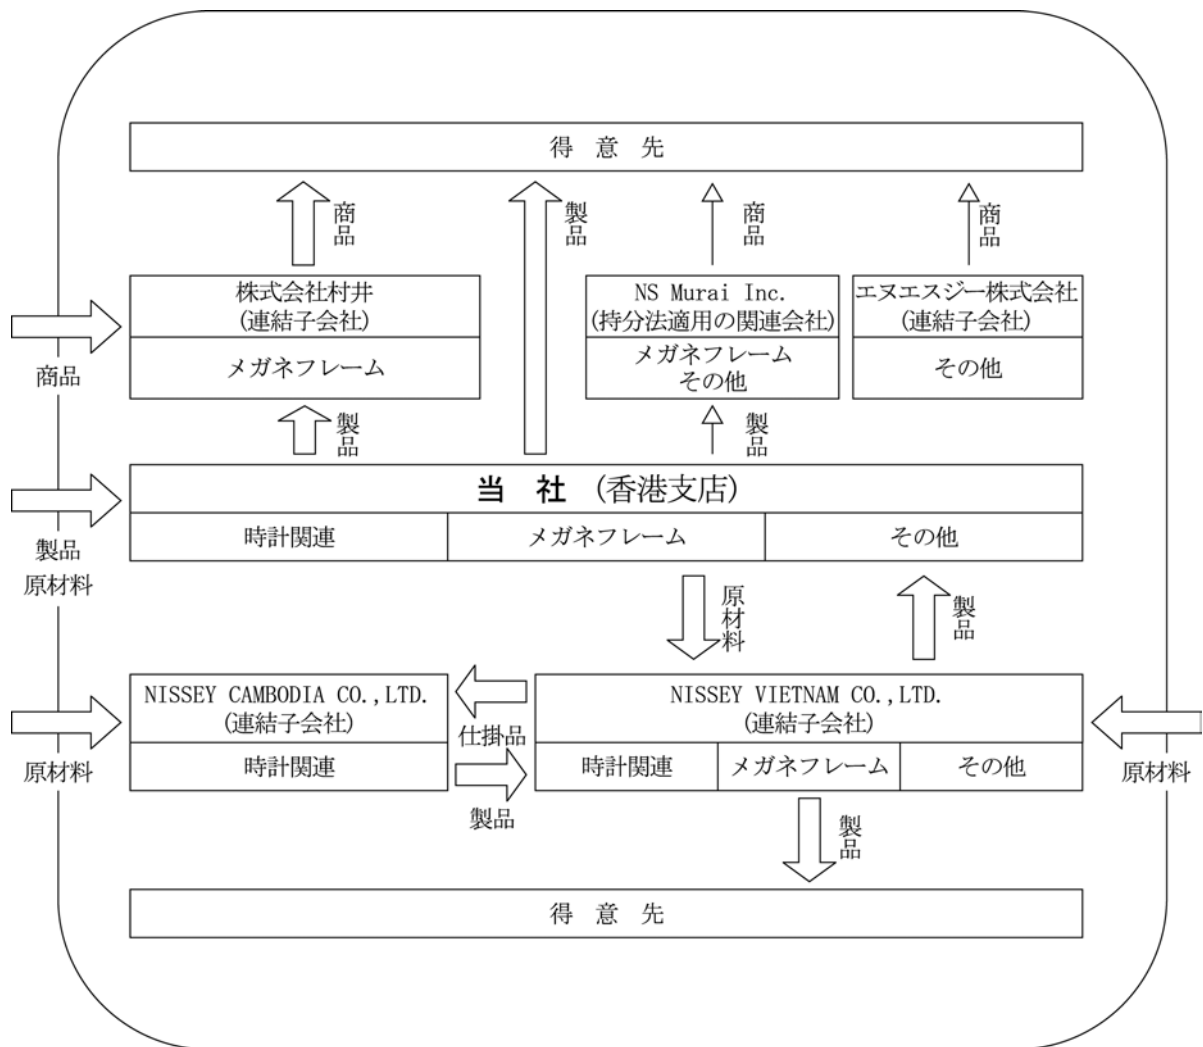 得 意 先
商品
製品
商品
商品
株式会社村井
(連結子会社)
メガネフレーム
NS Murai Inc.
(持分法適用の関連会社)
メガネフレーム
その他
エヌエスジー株式会社
(連結子会社)
その他
商品
製品
製品
当 社 (香港支店)
時計関連
メガネフレーム
その他
製品
原材料
原材料
製品
NISSEY CAMBODIA CO.,LTD.
(連結子会社)
時計関連
原材料
仕掛品
製品
NISSEY VIETNAM CO.,LTD.
(連結子会社)
時計関連
メガネフレーム
その他
原材料
製品
得 意 先